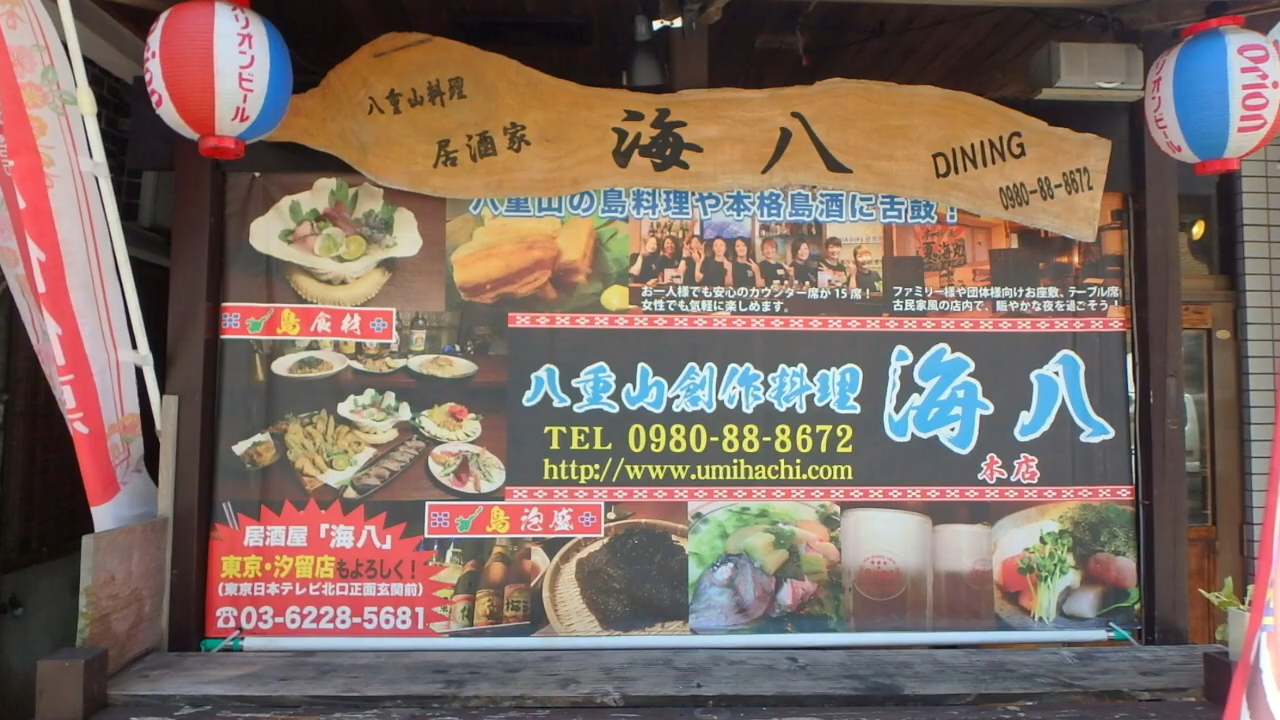 オリオンビール
Orion
八重山料理
居酒家 海八 DINING
0980-88-8672
オリオンビール
Orion
八重山の島料理や本格島酒に舌鼓！
お一人様でも安心のカウンター席が15席！
女性でも気軽に楽しめます。
ファミリー様や団体様向けお座敷、テーブル席
古民家風の店内で、賑やかな夜を過ごそう
島食材
八重山創作料理 海八
TEL 0980-88-8672
http://www.umihachi.com
本店
島泡盛
居酒屋「海八」
東京・汐留店もよろしく！
(東京日本テレビ北口正面玄関前)
☎03-6228-5681